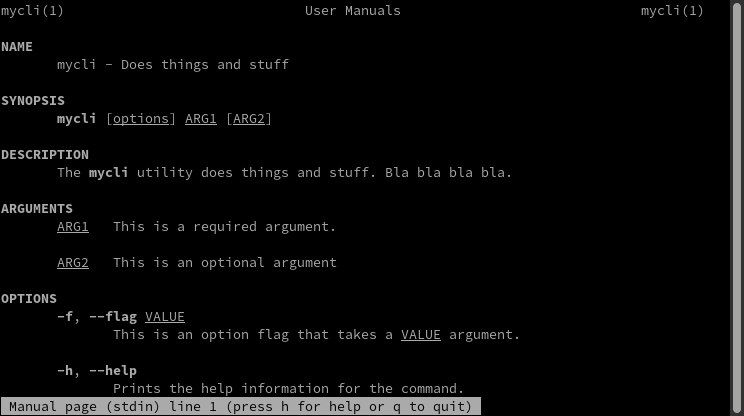 mycli(1) User Manuals mycli(1)
NAME
mycli – Does things and stuff
SYNOPSIS
mycli [options] ARG1 [ARG2]
DESCRIPTION
The mycli utility does things and stuff. Bla bla bla bla.
ARGUMENTS
ARG1 This is a required argument.
ARG2 This is an optional argument
OPTIONS
-f, --flag VALUE
This is an option flag that takes a VALUE argument.
-h, --help
Prints the help information for the command.
Manual page (stdin) line 1 (press h for help or q to quit)